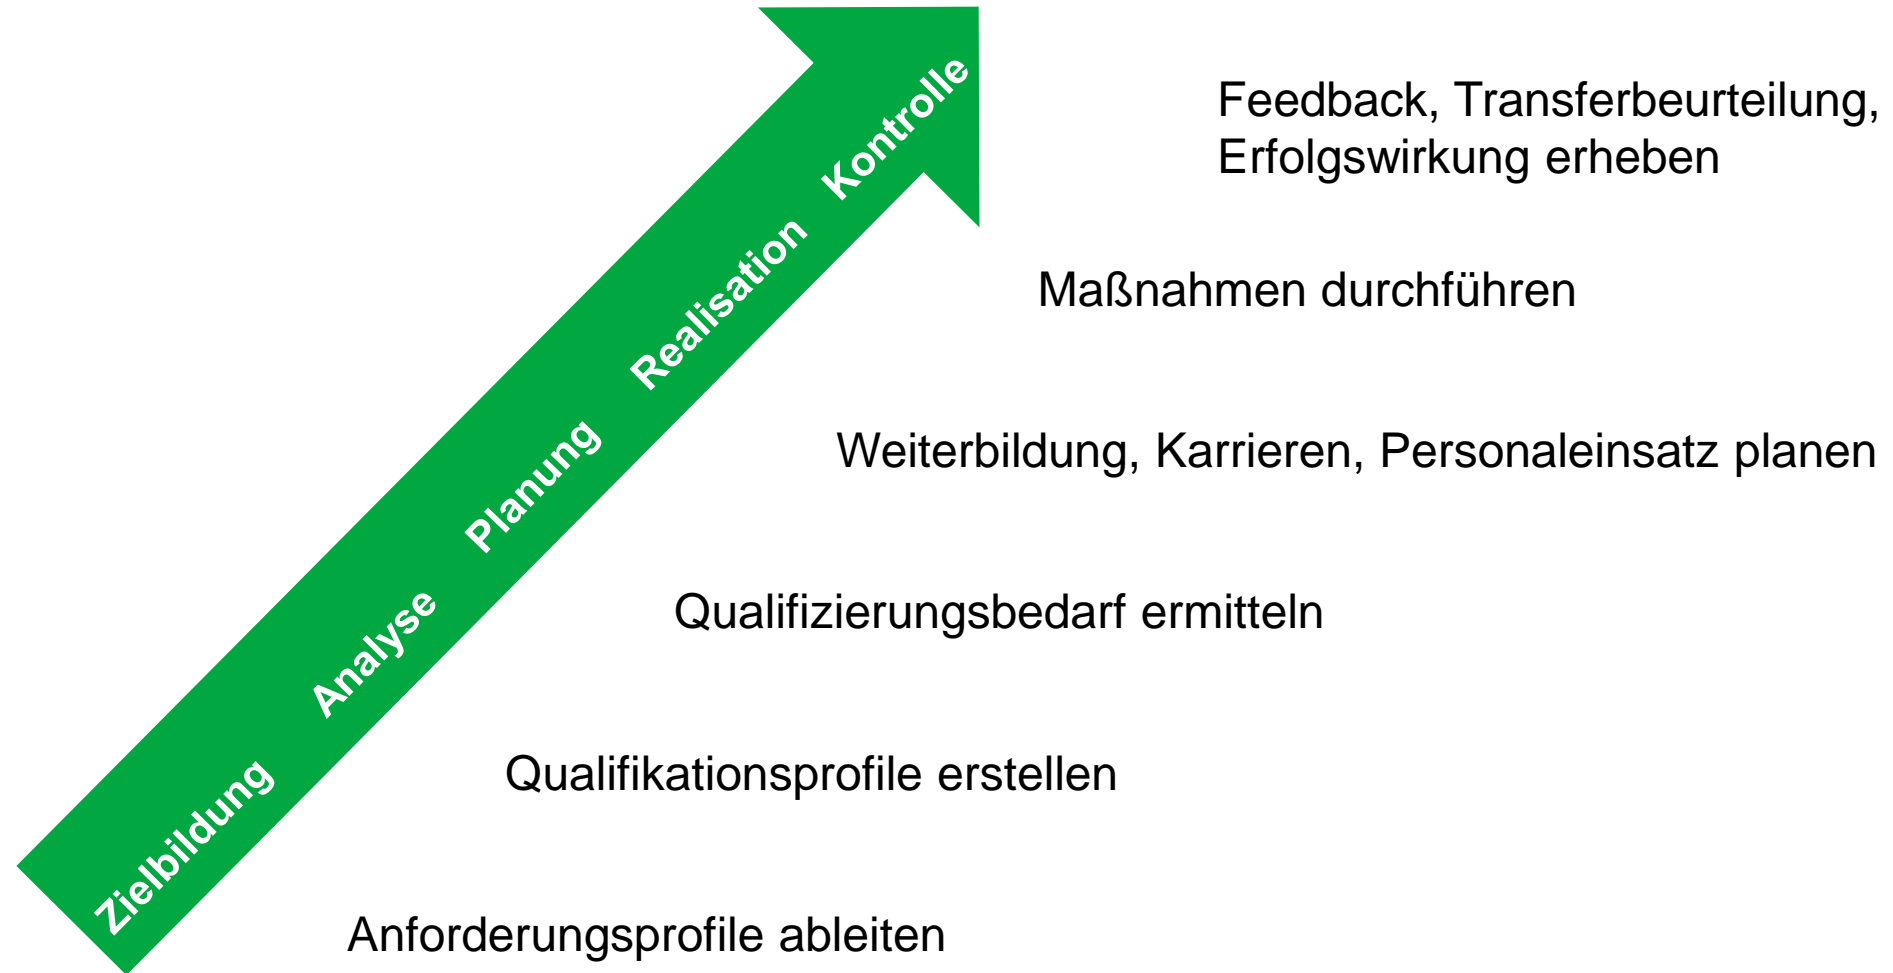 Kontrolle
Feedback, Transferbeurteilung,
Erfolgswirkung erheben
Realisation
Maßnahmen durchführen
Planung
Weiterbildung, Karrieren, Personaleinsatz planen
Analyse
Qualifizierungsbedarf ermitteln
Qualifikationsprofile erstellen
Zielbildung
Anforderungsprofile ableiten